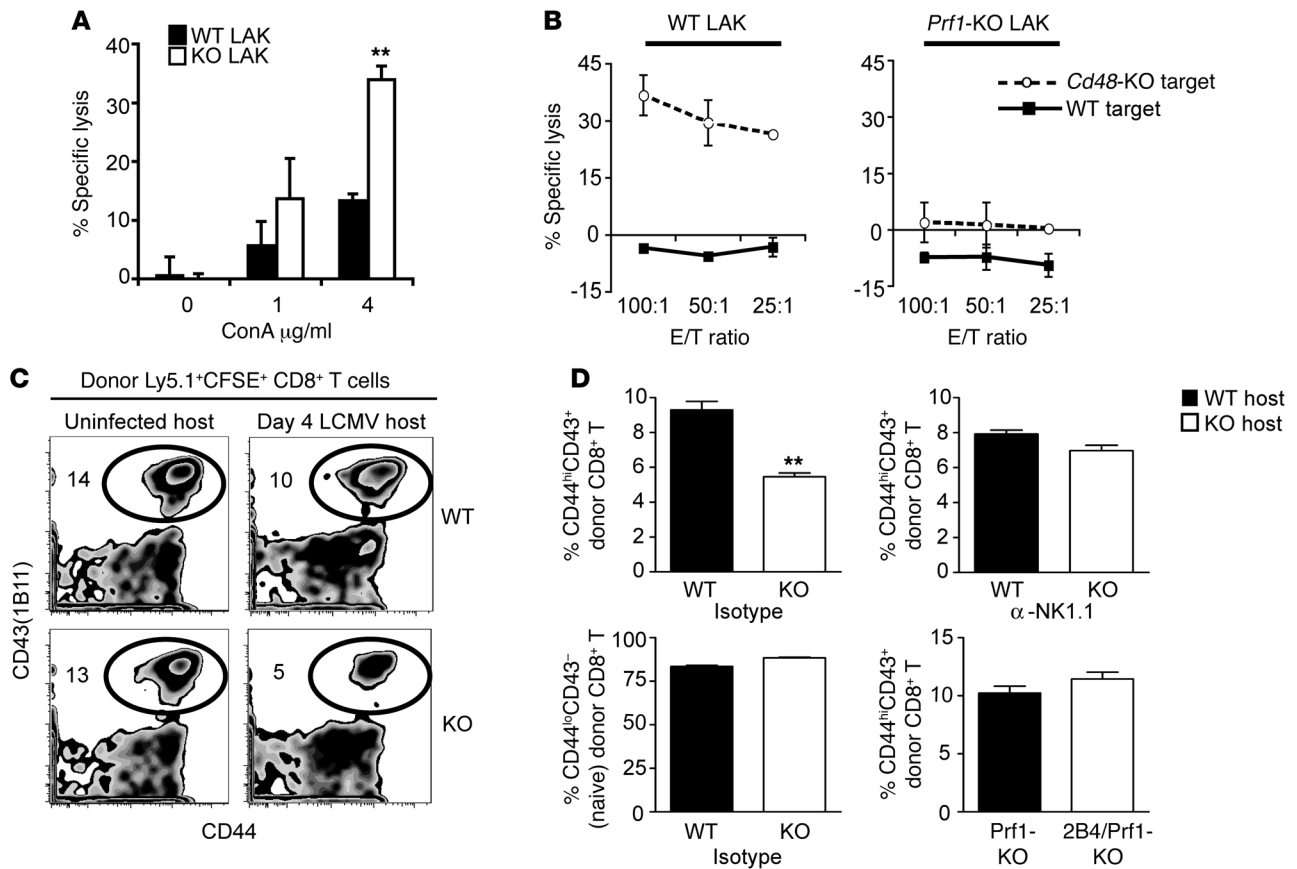 A
WT LAK
KO LAK
**
% Specific lysis
40
30
20
10
0
0 1 4
ConA μg/ml
B
WT LAK
Prf1-KO LAK
% Specific lysis
45
30
15
0
-15
100:1 50:1 25:1
E/T ratio
45
30
15
0
-15
100:1 50:1 25:1
E/T ratio
Cd48-KO target
WT target
C
Donor Ly5.1+CFSE+ CD8+ T cells
Uninfected host Day 4 LCMV host
14
10
WT
13
5
KO
CD43(1B11)
CD44
D
% CD44hiCD43+
donor CD8+ T
10
8
6
4
2
0
**
WT KO
Isotype
% CD44hiCD43+
donor CD8+ T
10
8
6
4
2
0
WT KO
α-NK1.1
WT host
KO host
% CD44loCD43−
(naive) donor CD8+ T
100
75
50
25
0
WT KO
Isotype
% CD44hiCD43+
donor CD8+ T
15
10
5
0
Prf1- 2B4/Prf1-
KO KO